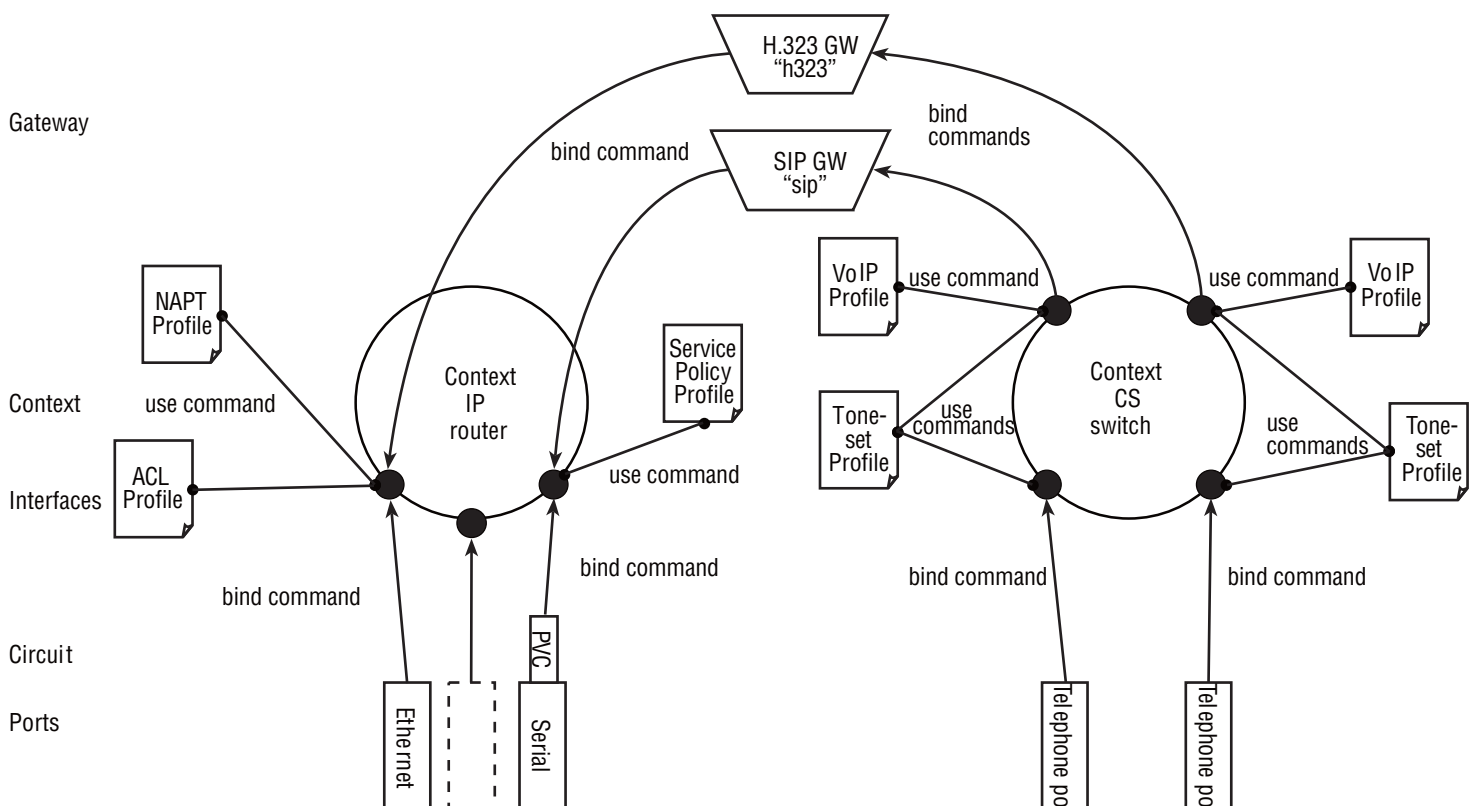 H.323 GW
“h323”
Gateway
bind
commands
bind command
SIP GW
“sip”
NAPT
Profile
VoIP
Profile
use command
use command
VoIP
Profile
Service
Policy
Profile
Context
IP
router
Context
CS
switch
Context
use command
Tone-
set
Profile
use
commands
use
commands
Tone-
set
Profile
ACL
Profile
use command
Interfaces
bind command
bind command
bind command
bind command
Circuit
PVC
Ports
Ethernet
Serial
Telephone po
Telephone po